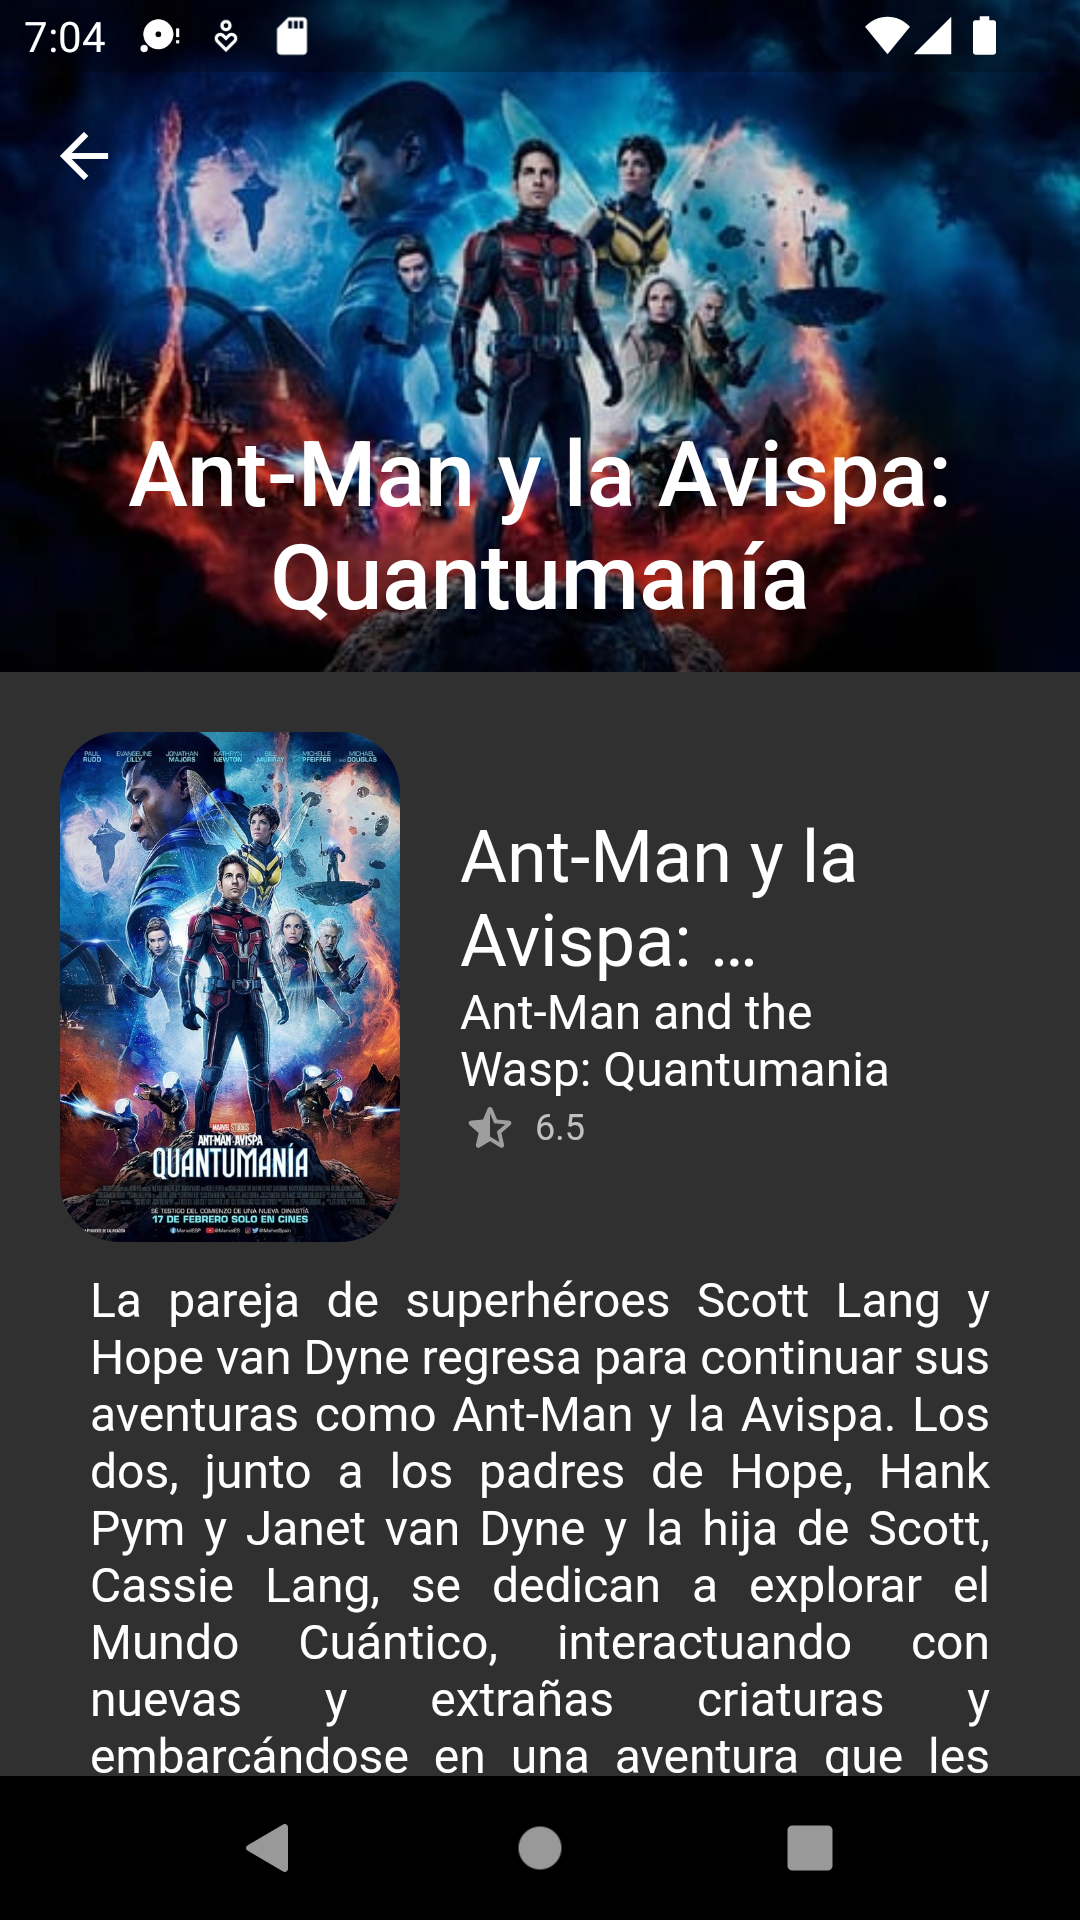 7:04
Ant-Man y la Avispa:
Quantumanía
PAUL RUDD EVANGELINE LILLY JONATHAN MAJORS KATHRYN NEWTON BILL MURRAY MICHELLE PFEIFFER MICHAEL DOUGLAS
MARVEL STUDIOS
ANT-MAN Y LA AVISPA
QUANTUMANÍA
SÉ TESTIGO DEL COMIENZO DE UNA NUEVA DINASTÍA
17 DE FEBRERO SOLO EN CINES
Ant-Man y la
Avispa: ...
Ant-Man and the
Wasp: Quantumania
6.5
La pareja de superhéroes Scott Lang y
Hope van Dyne regresa para continuar sus
aventuras como Ant-Man y la Avispa. Los
dos, junto a los padres de Hope, Hank
Pym y Janet van Dyne y la hija de Scott,
Cassie Lang, se dedican a explorar el
Mundo Cuántico, interactuando con
nuevas y extrañas criaturas y
embarcándose en una aventura que les